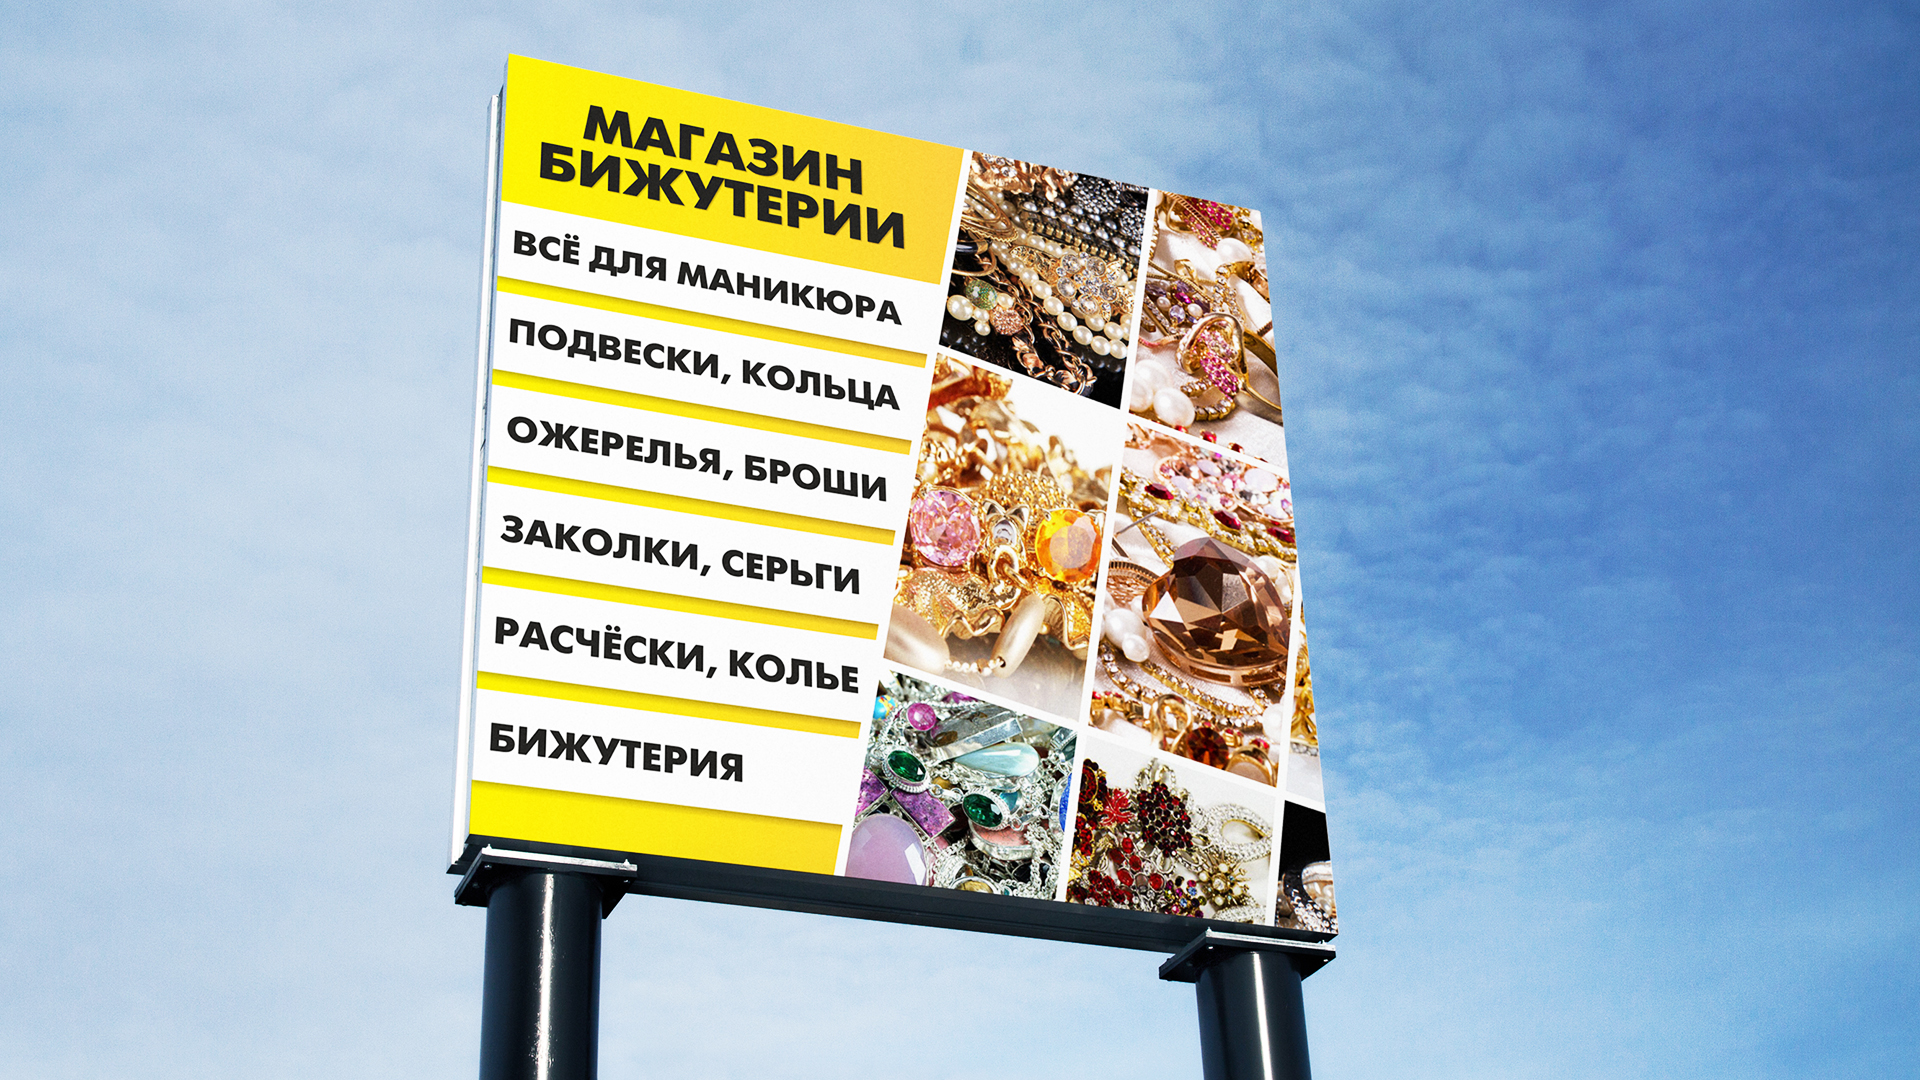 МАГАЗИН
БИЖУТЕРИИ
ВСЁ ДЛЯ МАНИКЮРА
ПОДВЕСКИ, КОЛЬЦА
ОЖЕРЕЛЬЯ, БРОШИ
ЗАКОЛКИ, СЕРЬГИ
РАСЧЁСКИ, КОЛЬЕ
БИЖУТЕРИЯ